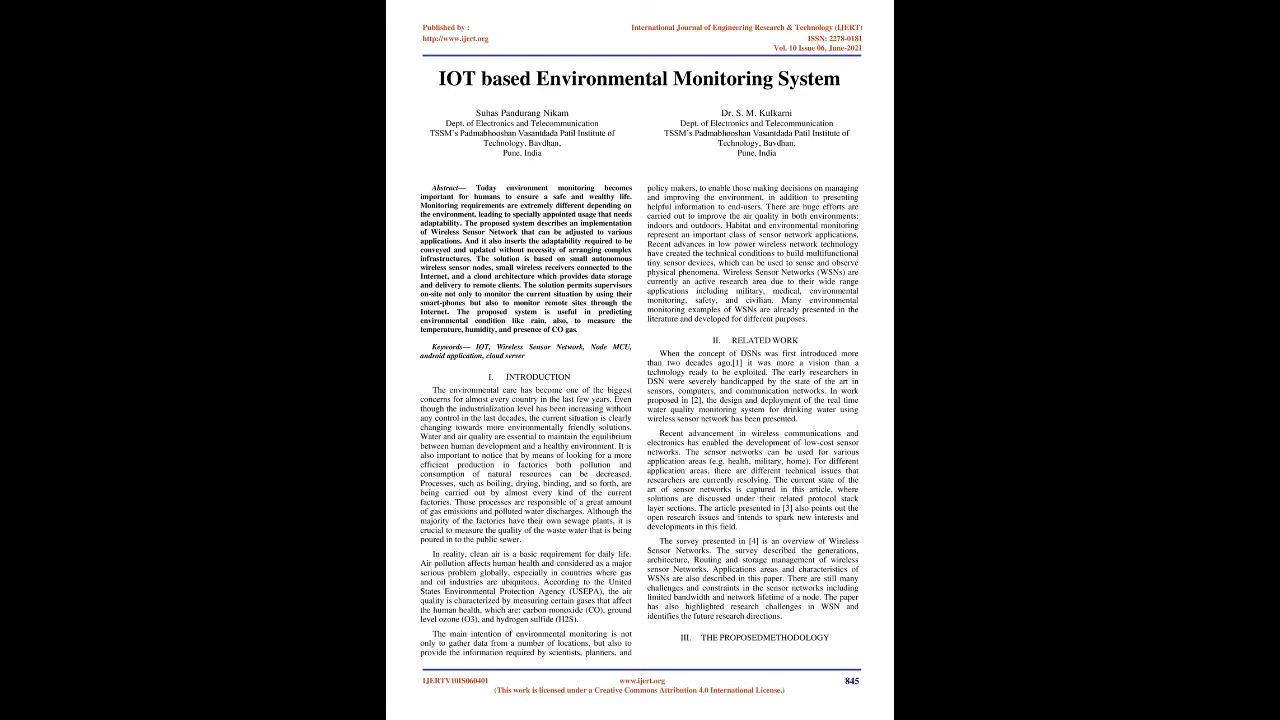 Published by :
http://www.ijert.org
International Journal of Engineering Research & Technology (IJERT)
ISSN: 2278-0181
Vol. 10 Issue 06, June-2021
IOT based Environmental Monitoring System
Suhas Pandurang Nikam
Dept. of Electronics and Telecommunication
TSSM's Padmabhooshan Vasantdada Patil Institute of
Technology, Bavdhan,
Pune, India
Dr. S. M. Kulkarni
Dept. of Electronics and Telecommunication
TSSM's Padmabhooshan Vasantdada Patil Institute of
Technology, Bavdhan,
Pune, India
Abstract— Today environment monitoring becomes
important for humans to ensure a safe and wealthy life.
Monitoring requirements are extremely different depending on
the environment, leading to specially appointed usage that needs
adaptability. The proposed system describes an implementation
of Wireless Sensor Network that can be adjusted to various
applications. And it also inserts the adaptability required to be
conveyed and updated without necessity of arranging complex
infrastructures. The solution is based on small autonomous
wireless sensor nodes, small wireless receivers connected to the
Internet, and a cloud architecture which provides data storage
and delivery to remote clients. The solution permits supervisors
on-site not only to monitor the current situation by using their
smart-phones but also to monitor remote sites through the
Internet. The proposed system is useful in predicting
environmental condition like rain, also, to measure the
temperature, humidity, and presence of CO gas.
Keywords— IOT, Wireless Sensor Network, Node MCU,
android application, cloud server
I. INTRODUCTION
The environmental care has become one of the biggest
concerns for almost every country in the last few years. Even
though the industrialization level has been increasing without
any control in the last decades, the current situation is clearly
changing towards more environmentally friendly solutions.
Water and air quality are essential to maintain the equilibrium
between human development and a healthy environment. It is
also important to notice that by means of looking for a more
efficient production in factories both pollution and
consumption of natural resources can be decreased.
Processes, such as boiling, drying, binding, and so forth, are
being carried out by almost every kind of the current
factories. Those processes are responsible of a great amount
of gas emissions and polluted water discharges. Although the
majority of the factories have their own sewage plants, it is
crucial to measure the quality of the waste water that is being
poured in to the public sewer.
In reality, clean air is a basic requirement for daily life.
Air pollution affects human health and considered as a major
serious problem globally, especially in countries where gas
and oil industries are ubiquitous. According to the United
States Environmental Protection Agency (USEPA), the air
quality is characterized by measuring certain gases that affect
the human health, which are: carbon monoxide (CO), ground
level ozone (O3), and hydrogen sulfide (H2S).
The main intention of environmental monitoring is not
only to gather data from a number of locations, but also to
provide the information required by scientists, planners, and
policy makers, to enable those making decisions on managing
and improving the environment, in addition to presenting
helpful information to end-users. There are huge efforts are
carried out to improve the air quality in both environments:
indoors and outdoors. Habitat and environmental monitoring
represent an important class of sensor network applications.
Recent advances in low power wireless network technology
have created the technical conditions to build multifunctional
tiny sensor devices, which can be used to sense and observe
physical phenomena. Wireless Sensor Networks (WSNs) are
currently an active research area due to their wide range
applications including military, medical, environmental
monitoring, safety, and civilian. Many environmental
monitoring examples of WSNs are already presented in the
literature and developed for different purposes.
II. RELATED WORK
When the concept of DSNs was first introduced more
than two decades ago,[1] it was more a vision than a
technology ready to be exploited. The early researchers in
DSN were severely handicapped by the state of the art in
sensors, computers, and communication networks. In work
proposed in [2], the design and deployment of the real time
water quality monitoring system for drinking water using
wireless sensor network has been presented.
Recent advancement in wireless communications and
electronics has enabled the development of low-cost sensor
networks. The sensor networks can be used for various
application areas (e.g. health, military, home). For different
application areas, there are different technical issues that
researchers are currently resolving. The current state of the
art of sensor networks is captured in this article, where
solutions are discussed under their related protocol stack
layer sections. The article presented in [3] also points out the
open research issues and intends to spark new interests and
developments in this field.
The survey presented in [4] is an overview of Wireless
Sensor Networks. The survey described the generations,
architecture, Routing and storage management of wireless
sensor Networks. Applications areas and characteristics of
WSNs are also described in this paper. There are still many
challenges and constraints in the sensor networks including
limited bandwidth and network lifetime of a node. The paper
has also highlighted research challenges in WSN and
identifies the future research directions.
III. THE PROPOSEDMETHODOLOGY
IJERTV10IS060401
www.ijert.org
845
(This work is licensed under a Creative Commons Attribution 4.0 International License.)